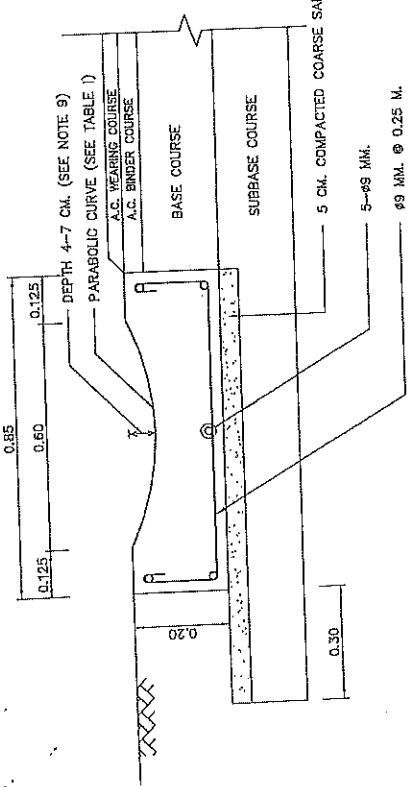 0.85
0.125
0.60
0.125
DEPTH 4-7 CM. (SEE NOTE 9)
PARABOLIC CURVE (SEE TABLE 1)
A.C. WEARING COURSE
A.C. BINDER COURSE
BASE COURSE
0.20
SUBBASE COURSE
0.30
5 CM. COMPACTED COARSE
5-ø9 MM.
ø9 MM. @ 0.25 M.